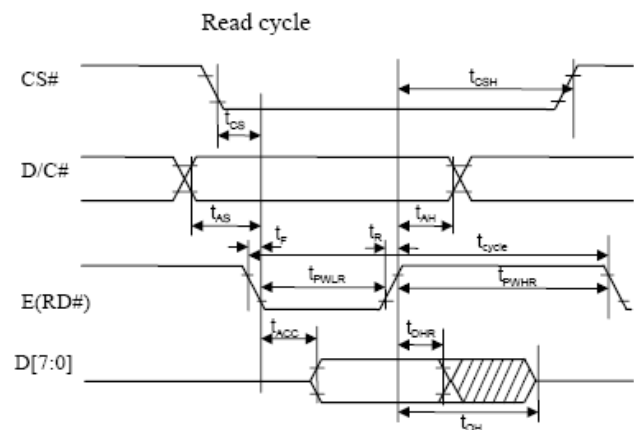 Read cycle
CS#
tCSH
tCS
D/C#
tAS
tAH
tF
tR
tcycle
tPWLR
tPWHR
E(RD#)
tACC
tDHR
D[7:0]
tOH